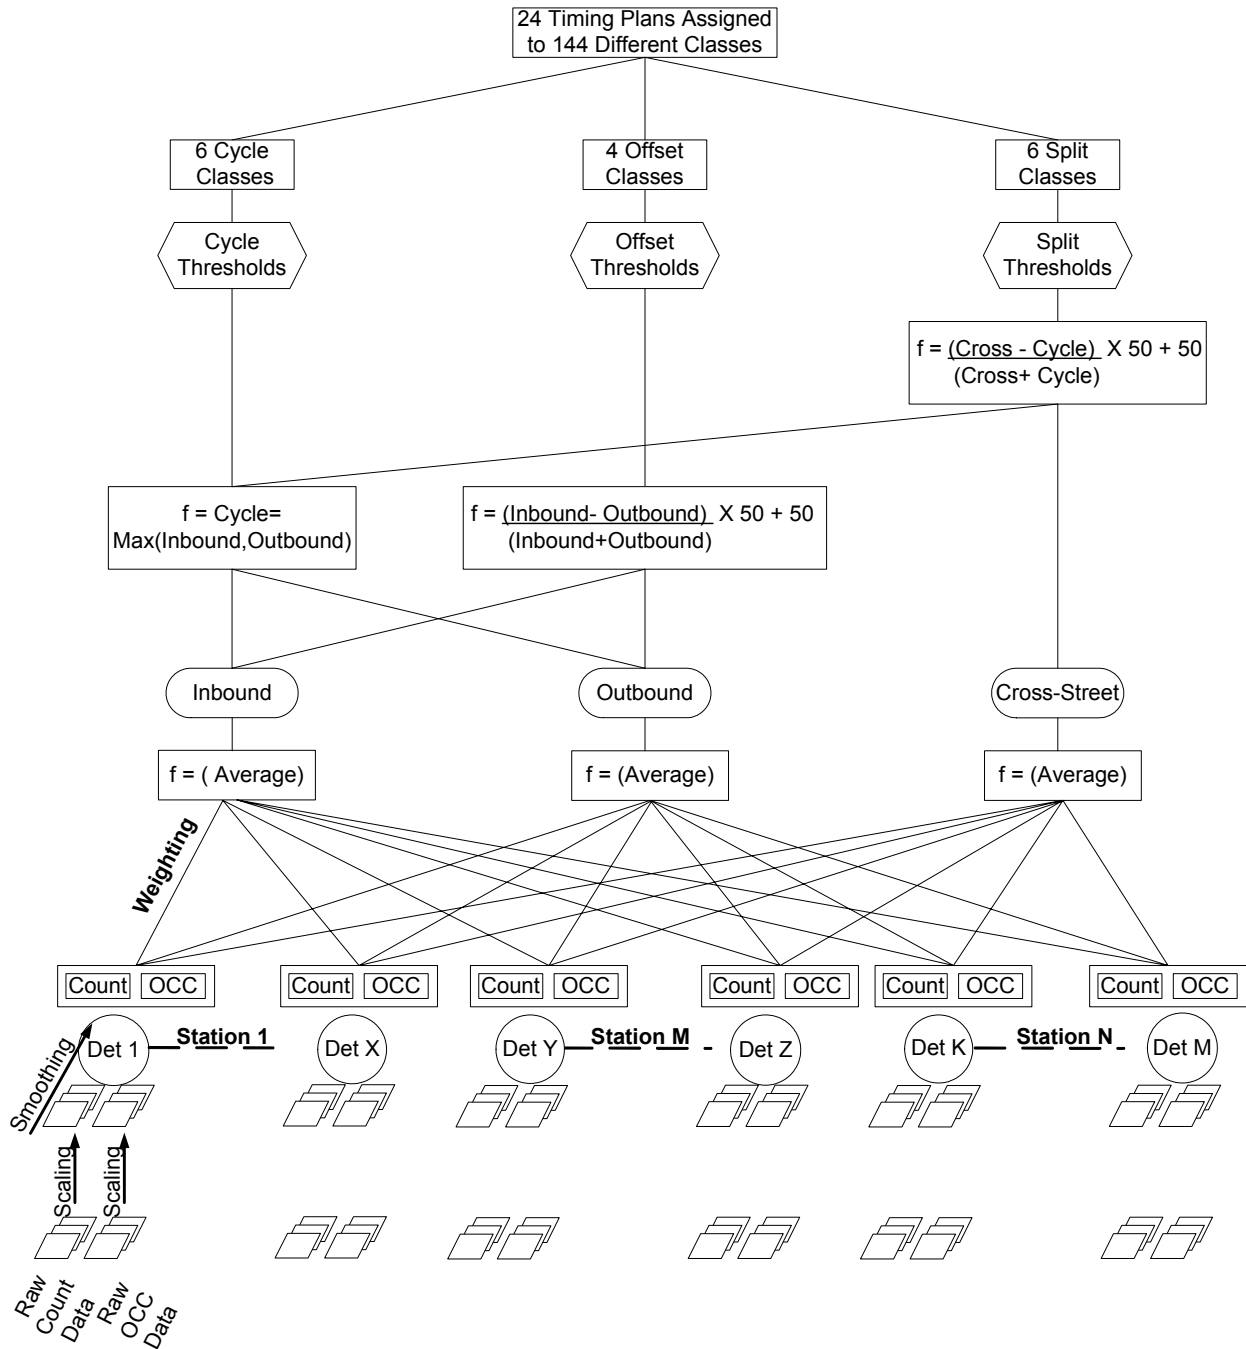 24 Timing Plans Assigned
to 144 Different Classes
6 Cycle
Classes
4 Offset
Classes
6 Split
Classes
Cycle
Thresholds
Offset
Thresholds
Split
Thresholds
f = (Cross - Cycle) X 50 + 50
(Cross+ Cycle)
f = Cycle=
Max(Inbound,Outbound)
f = (Inbound- Outbound) X 50 + 50
(Inbound+Outbound)
Inbound
Outbound
Cross-Street
f = ( Average)
f = (Average)
f = (Average)
Weighting
Count OCC
Count OCC
Count OCC
Count OCC
Count OCC
Count OCC
Smoothing
Det 1
Station 1
Det X
Det Y
Station M
Det Z
Det K
Station N
Det M
Scaling
Scaling
Raw
Count
Data
Raw
OCC
Data